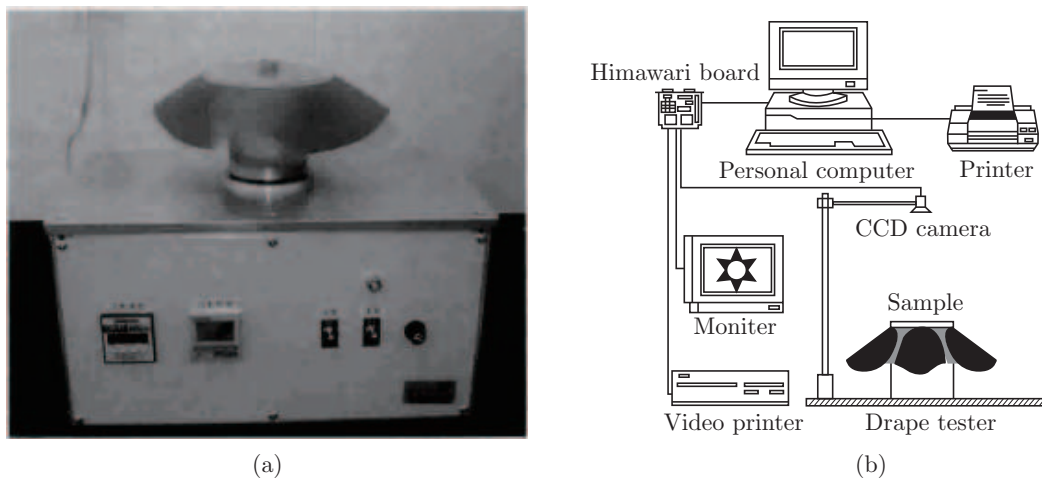 Himawari board
Personal computer
Printer
CCD camera
Moniter
Sample
Video printer
Drape tester
(a)
(b)